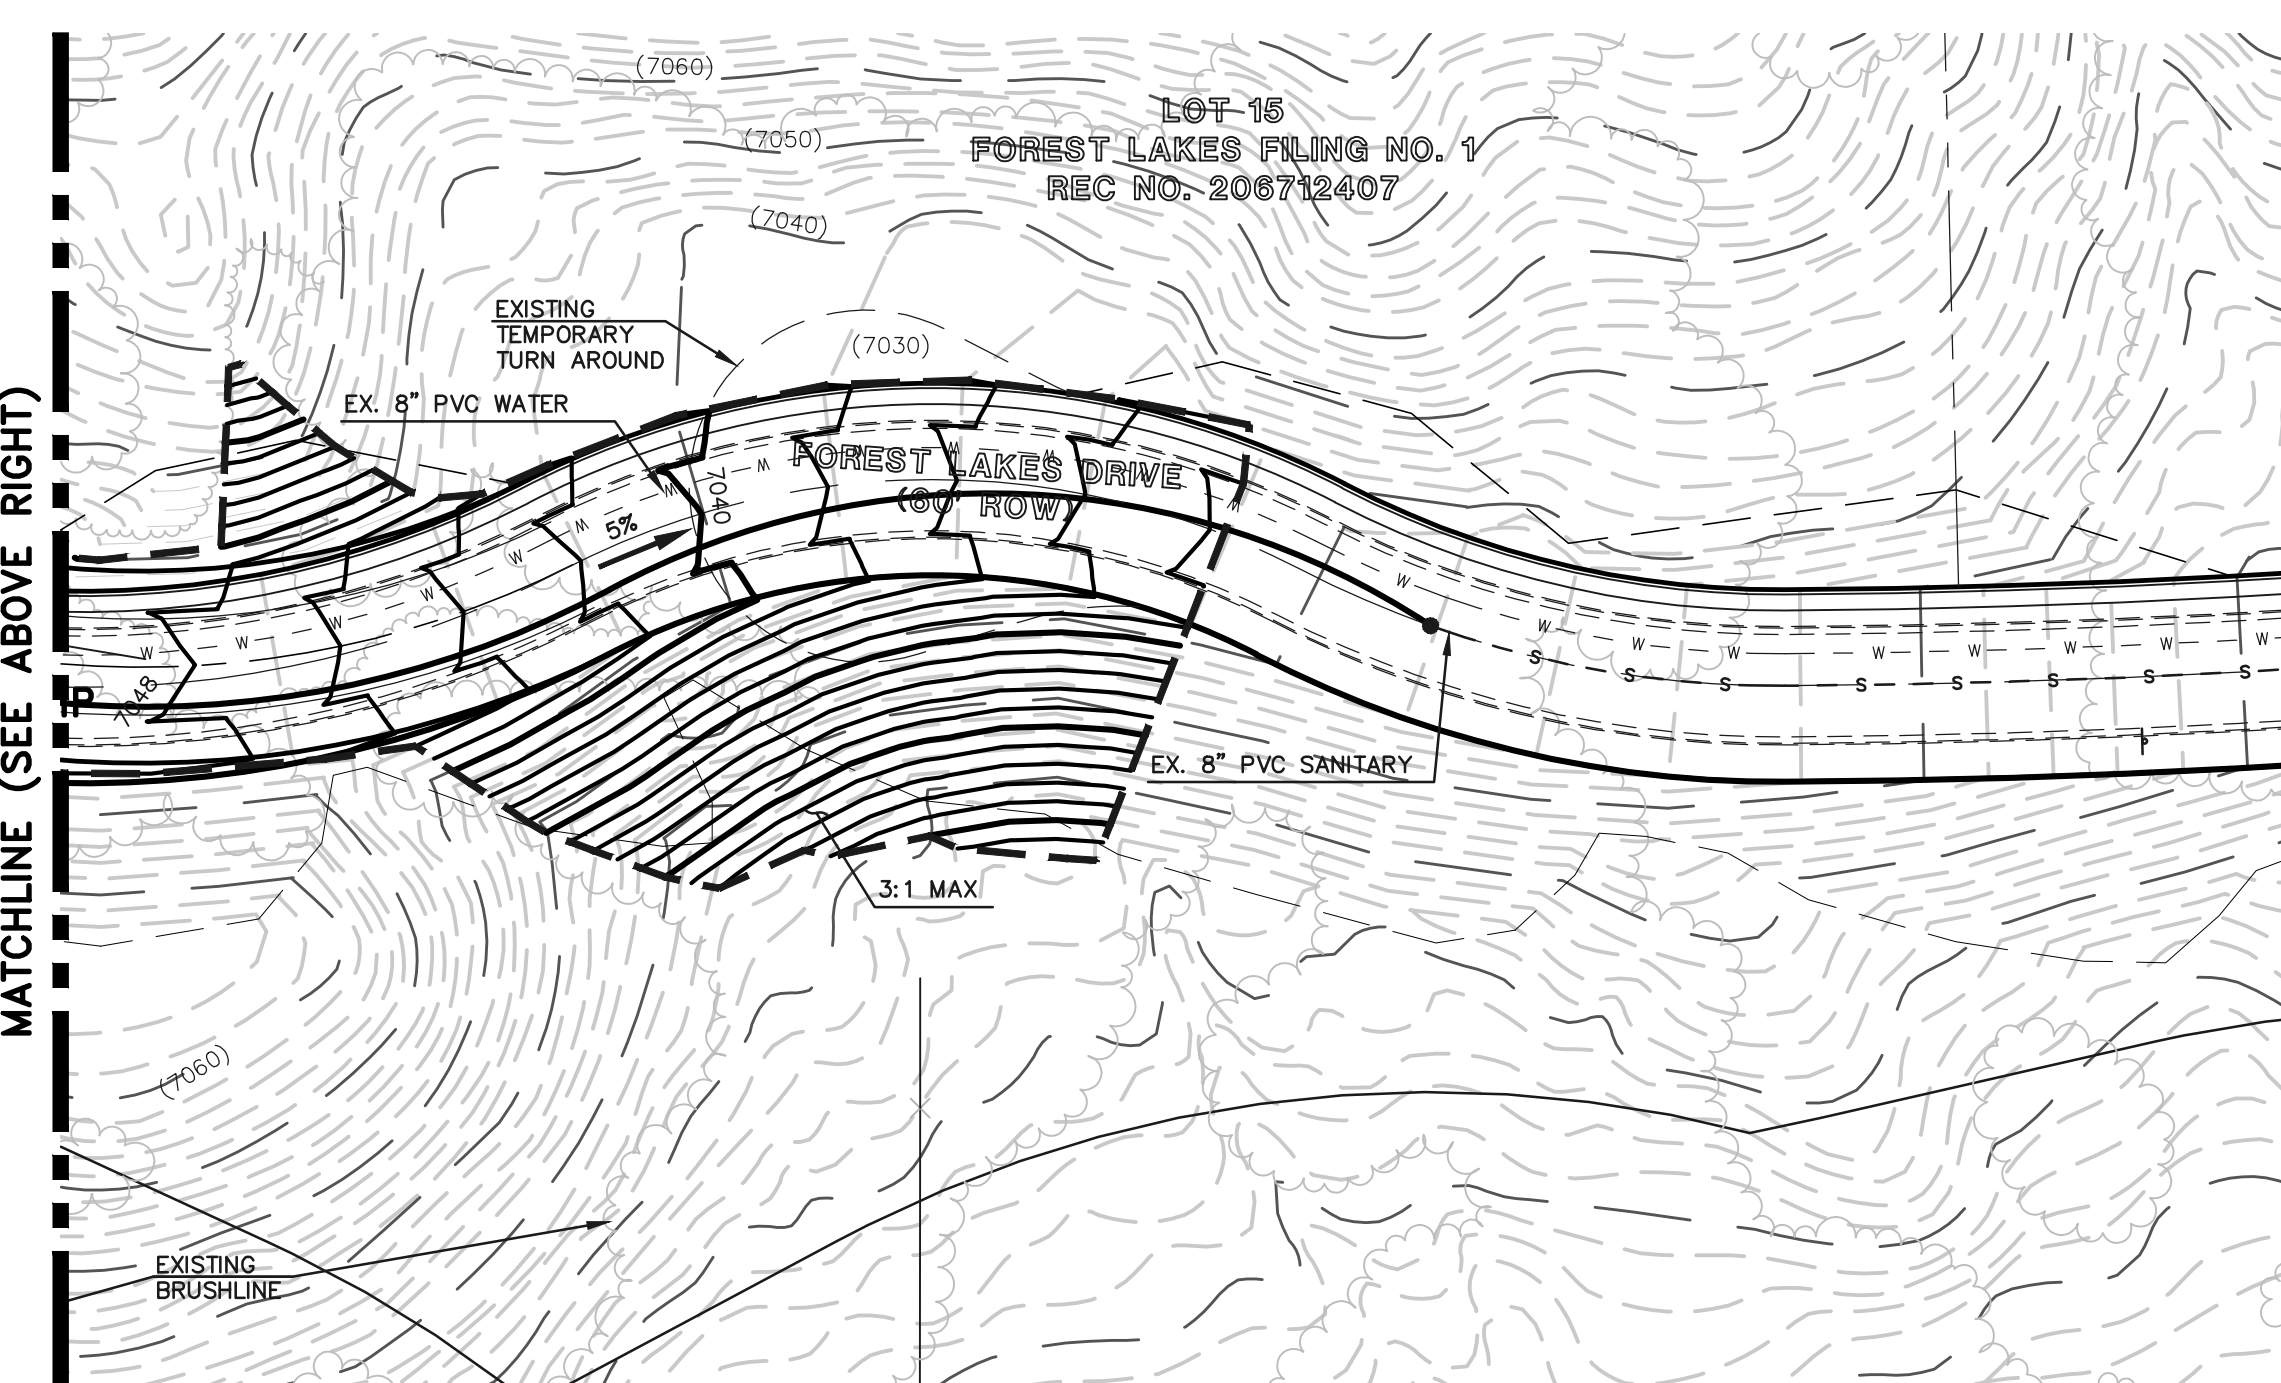 (7060)
LOT 15
FOREST LAKES FILING NO. 1
REC NO. 206712407
(7050)
(7040)
EXISTING
TEMPORARY
TURN AROUND
(7030)
EX. 8" PVC WATER
FOREST LAKES DRIVE
(60' ROW)
7040
5%
W W W W W W W W W W W W W W W W W W W W
7048
S S S S S S S S
MATCHLINE (SEE ABOVE RIGHT)
EX. 8" PVC SANITARY
3:1 MAX
(7060)
EXISTING
BRUSHLINE